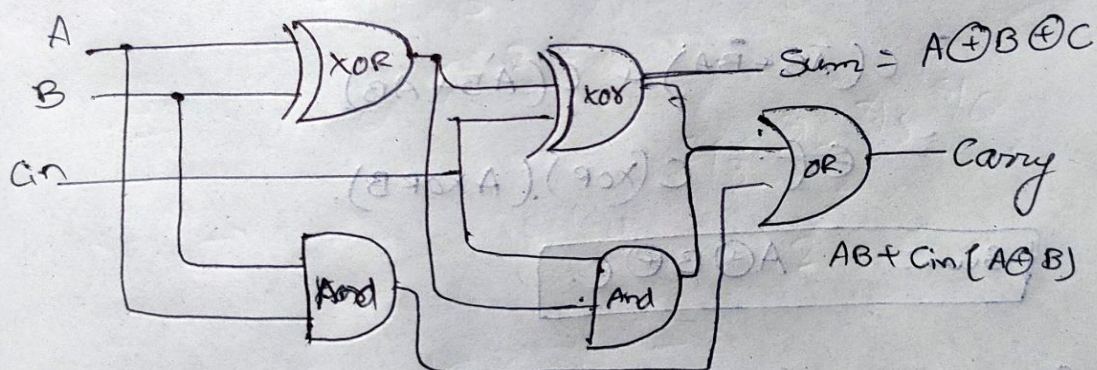 A
B
Cin
XOR
XOr
Sum = A⊕B⊕C
OR
Carry
And
And
AB + Cin (A⊕B)